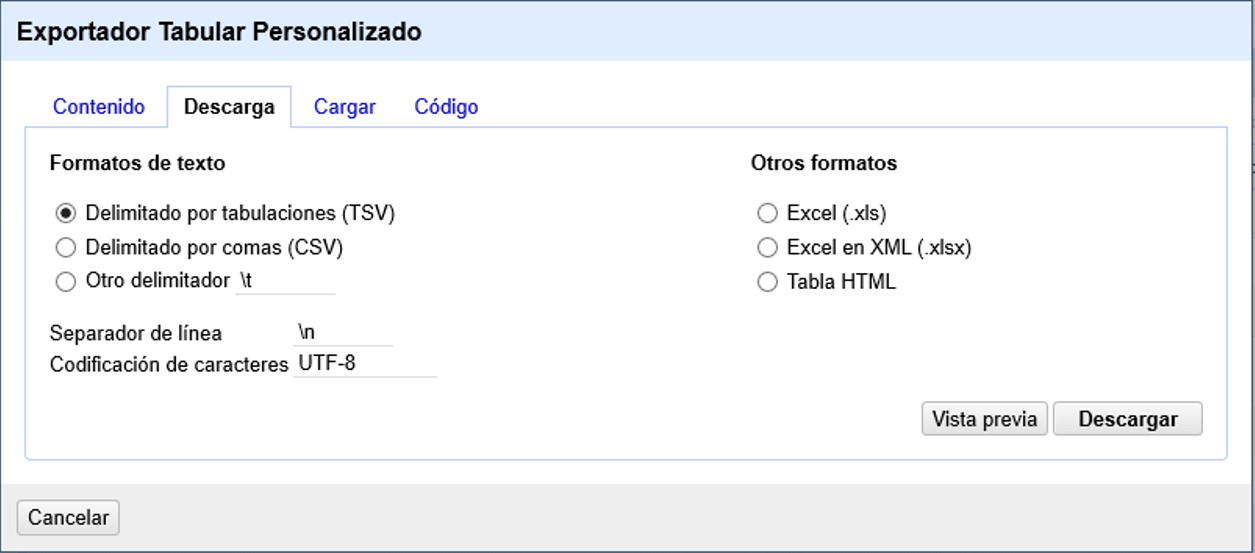 Exportador Tabular Personalizado
Contenido Descarga Cargar Código
Formatos de texto
Delimitado por tabulaciones (TSV)
Delimitado por comas (CSV)
Otro delimitador \t
Separador de línea \n
Codificación de caracteres UTF-8
Otros formatos
Excel (.xls)
Excel en XML (.xlsx)
Tabla HTML
Vista previa Descargar
Cancelar